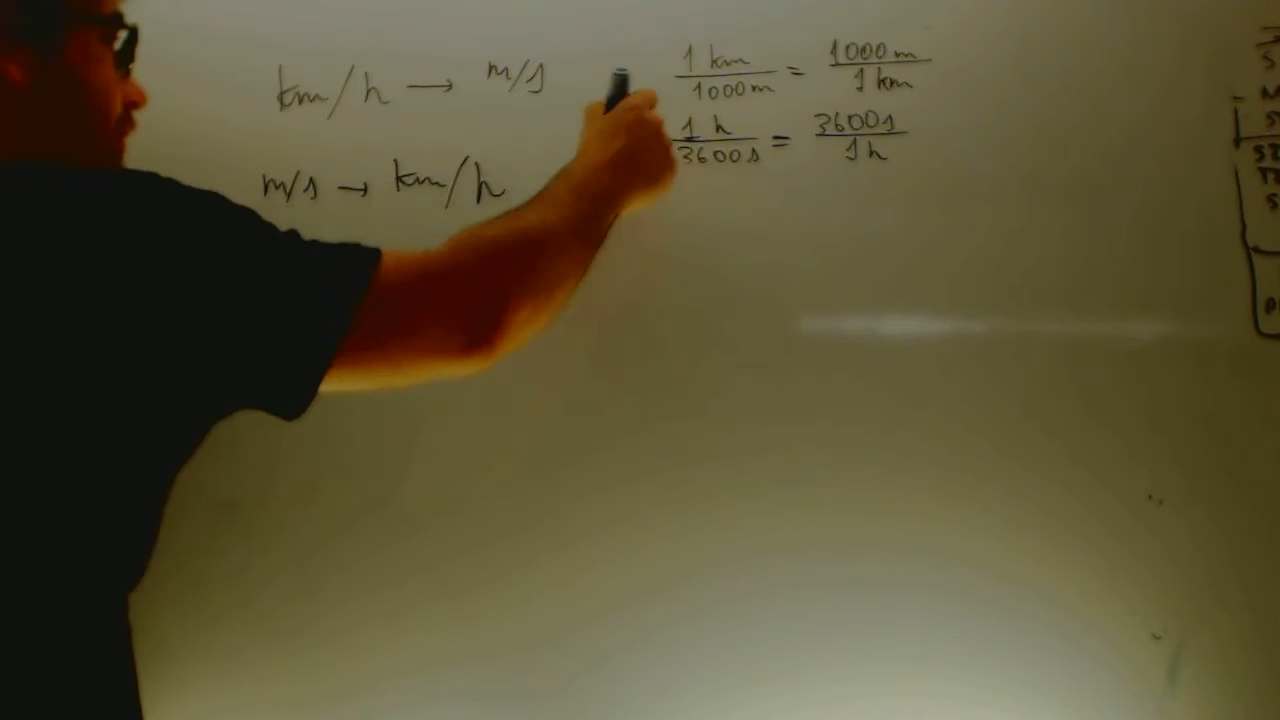 km/h → m/s
1 km / 1000 m = 1000 m / 1 km
1 h / 3600 s = 3600 s / 1 h
m/s → km/h